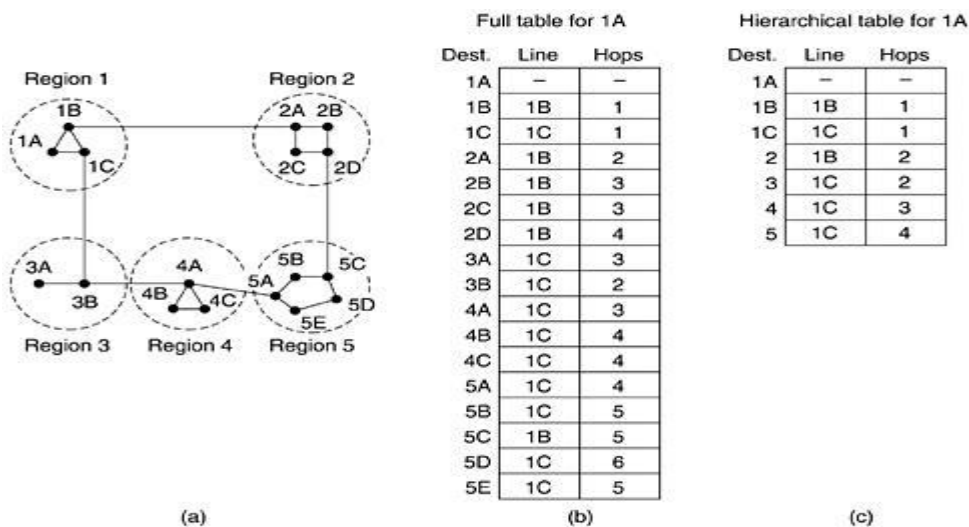 Full table for 1A
Hierarchical table for 1A
Dest. Line Hops
Dest. Line Hops
Region 1
Region 2
1B
2A 2B
1A
1C
2C 2D
3A
3B
4A
4B
4C
5A
5B
5C
5D
5E
Region 3
Region 4
Region 5
1A – –
1B 1B 1
1C 1C 1
2A 1B 2
2B 1B 3
2C 1B 3
2D 1B 4
3A 1C 3
3B 1C 2
4A 1C 3
4B 1C 4
4C 1C 4
5A 1C 4
5B 1C 5
5C 1B 5
5D 1C 6
5E 1C 5
1A – –
1B 1B 1
1C 1C 1
2 1B 2
3 1C 2
4 1C 3
5 1C 4
(a)
(b)
(c)